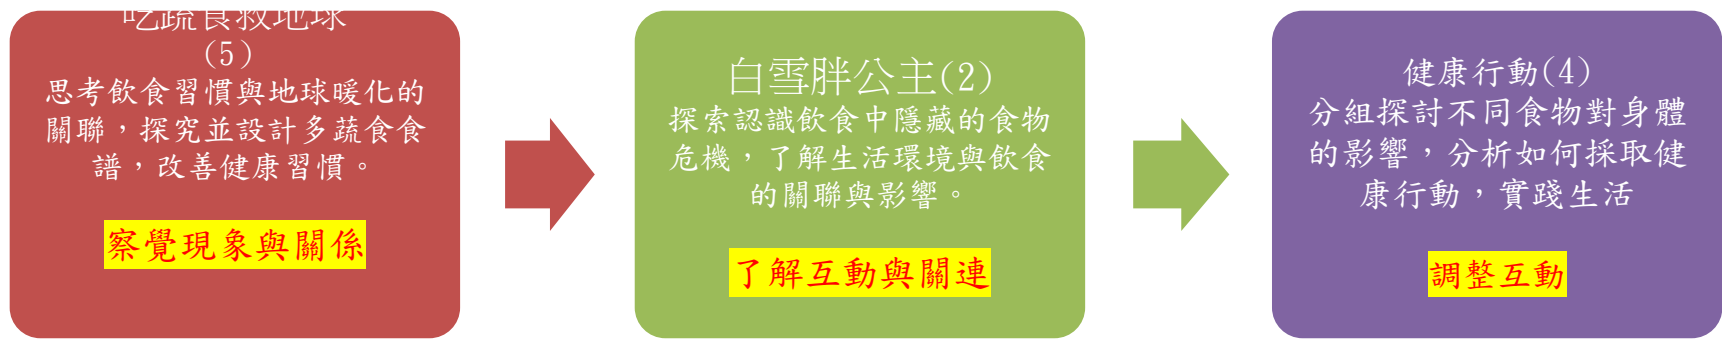 吃蔬食救地球
(5)
思考飲食習慣與地球暖化的
關聯，探究並設計多蔬食食
譜，改善健康習慣。
察覺現象與關係
白雪胖公主(2)
探索認識飲食中隱藏的食物
危機，了解生活環境與飲食
的關聯與影響。
了解互動與關連
健康行動(4)
分組探討不同食物對身體
的影響，分析如何採取健
康行動，實踐生活
調整互動